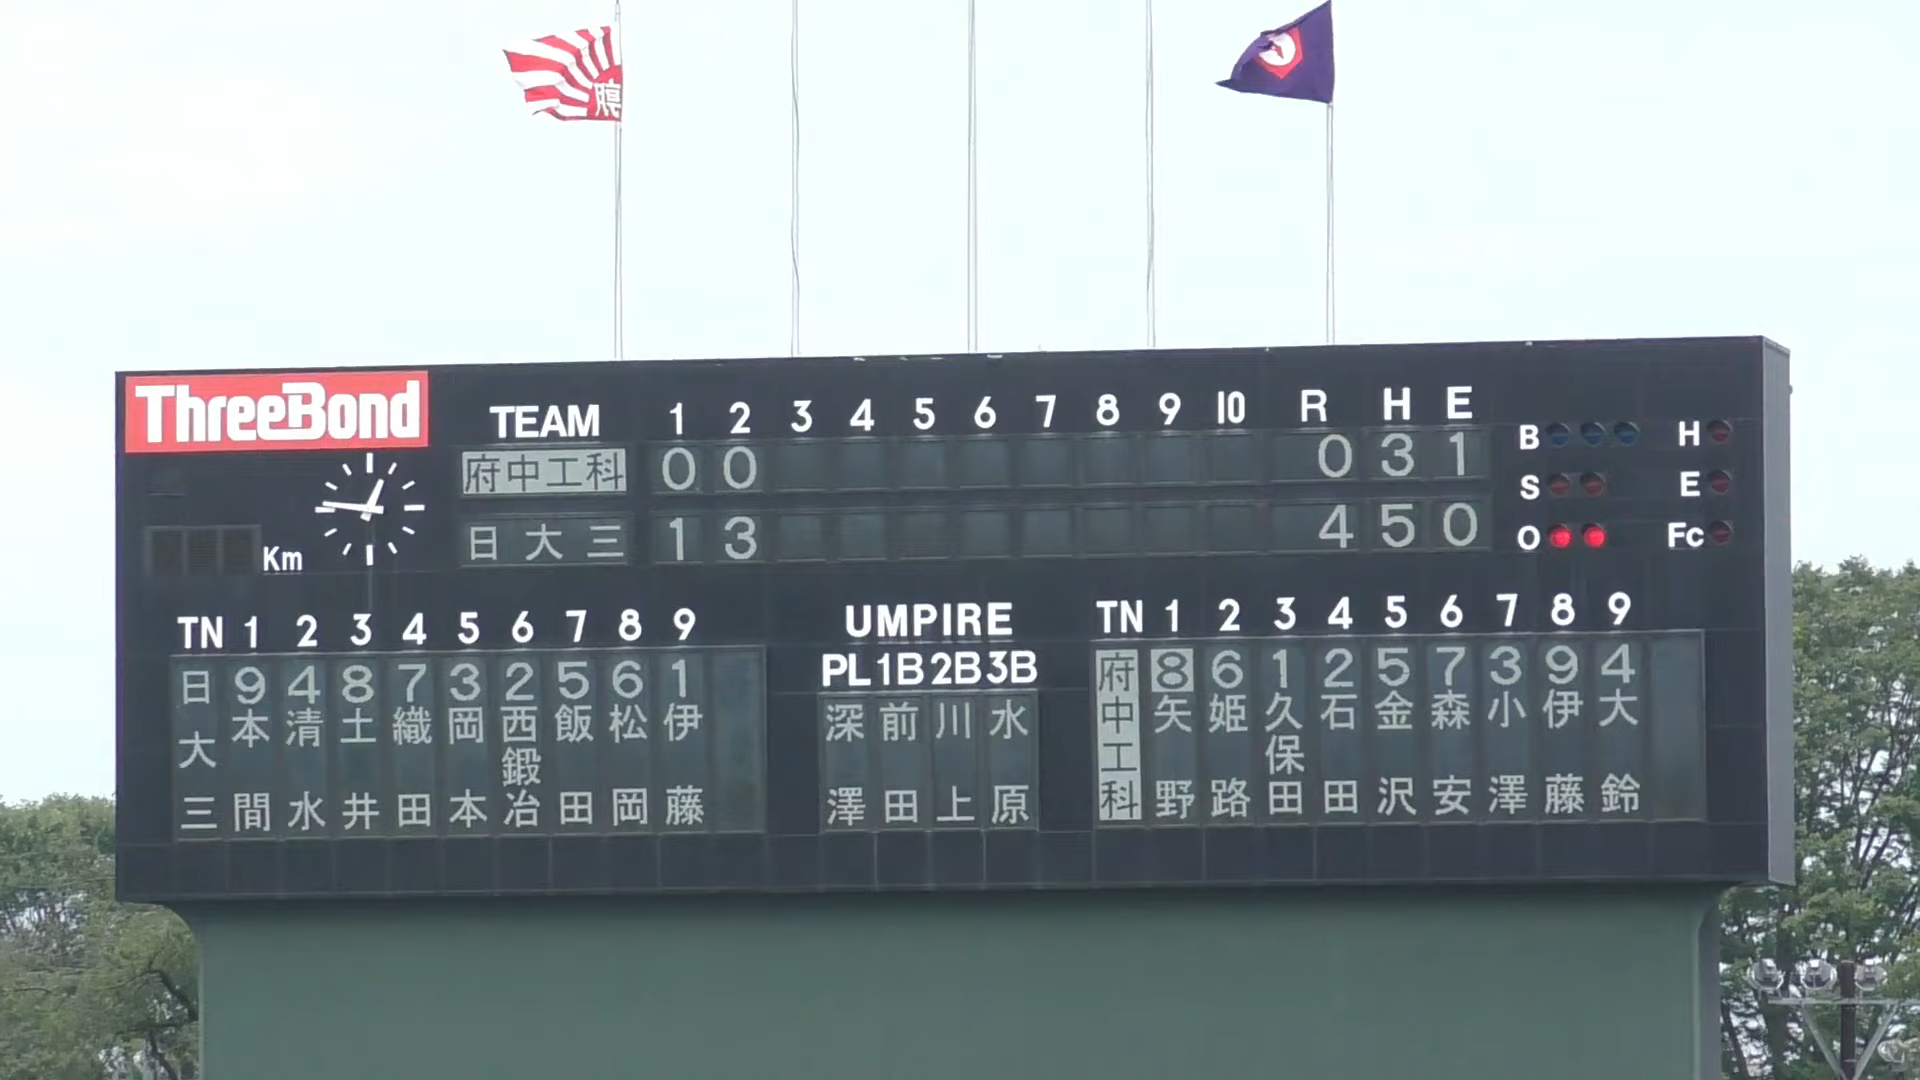 ThreeBond
TEAM 1 2 3 4 5 6 7 8 9 10 R H E
府中工科 0 0 0 3 1
日大三 1 3 4 5 0
B H
S E
O Fc
Km
TN 1 2 3 4 5 6 7 8 9
日大三
9 本間
4 清水
8 土井
7 織田
3 岡本
2 西鍛冶
5 飯田
6 松岡
1 伊藤
UMPIRE
PL 1B 2B 3B
深澤
前田
川上
水原
TN 1 2 3 4 5 6 7 8 9
府中工科
8 矢野
6 姫路
1 久保田
2 石田
5 金沢
7 森安
3 小澤
9 伊藤
4 大鈴